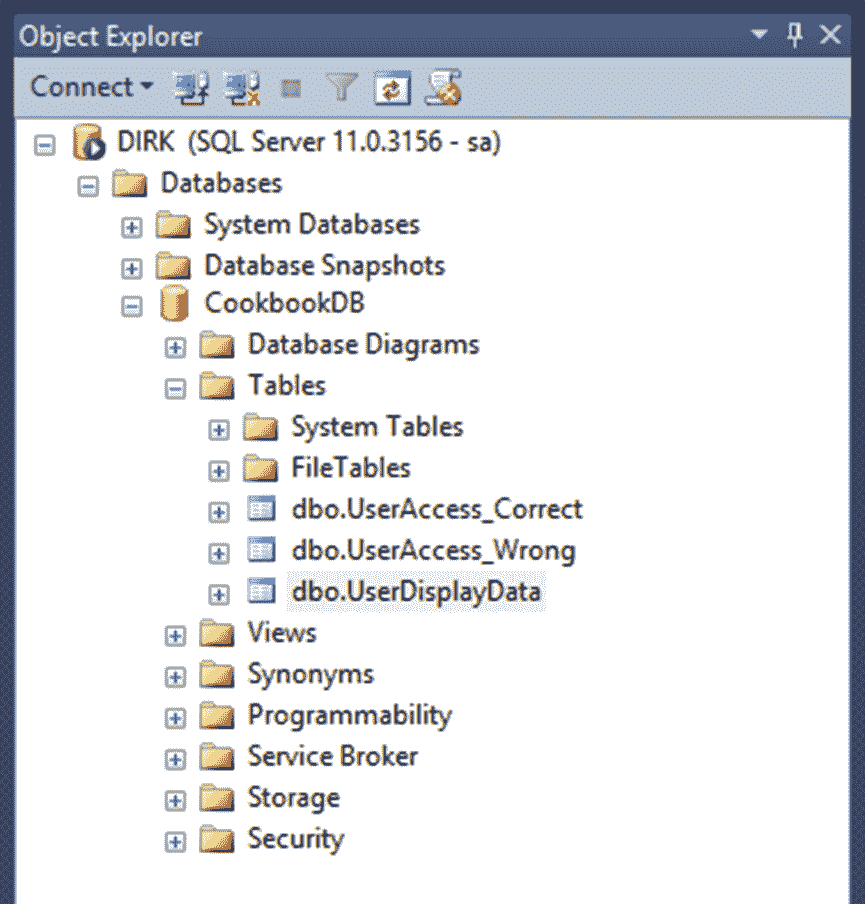 Object Explorer
Connect
DIRK (SQL Server 11.0.3156 - sa)
Databases
System Databases
Database Snapshots
CookbookDB
Database Diagrams
Tables
System Tables
FileTables
dbo.UserAccess_Correct
dbo.UserAccess_Wrong
dbo.UserDisplayData
Views
Synonyms
Programmability
Service Broker
Storage
Security